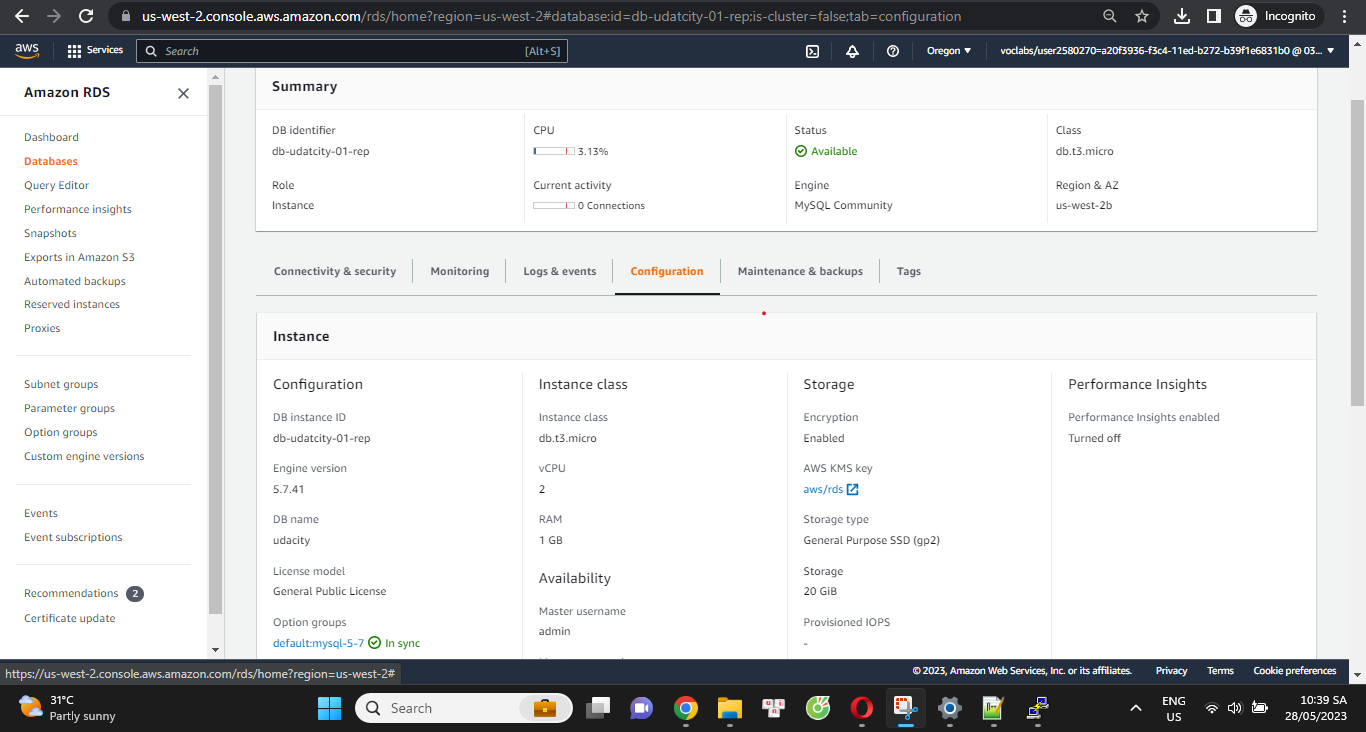 us-west-2.console.aws.amazon.com/rds/home?region=us-west-2#database:id=db-udatcity-01-rep;is-cluster=false;tab=configuration
Incognito
aws
Services
Search
[Alt+S]
Oregon
voclabs/user2580270=a20f3936-f3c4-11ed-b272-b39f1e6831b0 @ 03...
Amazon RDS
Dashboard
Databases
Query Editor
Performance insights
Snapshots
Exports in Amazon S3
Automated backups
Reserved instances
Proxies
Subnet groups
Parameter groups
Option groups
Custom engine versions
Events
Event subscriptions
Recommendations 2
Certificate update
Summary
DB identifier
db-udatcity-01-rep
CPU
3.13%
Status
Available
Class
db.t3.micro
Role
Instance
Current activity
0 Connections
Engine
MySQL Community
Region & AZ
us-west-2b
Connectivity & security
Monitoring
Logs & events
Configuration
Maintenance & backups
Tags
Instance
Configuration
DB instance ID
db-udatcity-01-rep
Engine version
5.7.41
DB name
udacity
License model
General Public License
Option groups
default:mysql-5-7 In sync
Instance class
Instance class
db.t3.micro
vCPU
2
RAM
1 GB
Availability
Master username
admin
Storage
Encryption
Enabled
AWS KMS key
aws/rds
Storage type
General Purpose SSD (gp2)
Storage
20 GiB
Provisioned IOPS
-
Performance Insights
Performance Insights enabled
Turned off
https://us-west-2.console.aws.amazon.com/rds/home?region=us-west-2#
© 2023, Amazon Web Services, Inc. or its affiliates.
Privacy
Terms
Cookie preferences
31°C
Partly sunny
Search
ENG
US
10:39 SA
28/05/2023